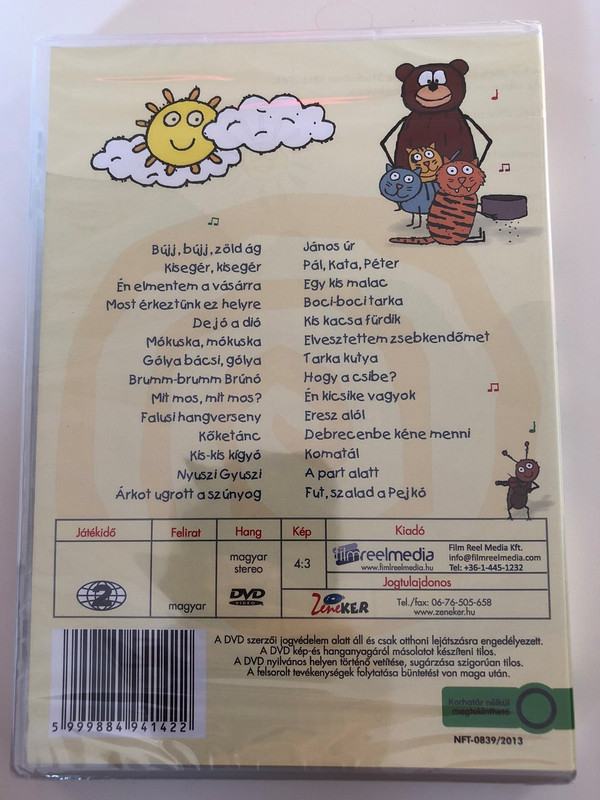 Bújj, bújj, zöld ág
Kisegér, kisegér
Én elmentem a vásárra
Most érkeztünk ez helyre
De jó a dió
Mókuska, mókuska
Gólya bácsi, gólya
Brumm-brumm Brúnó
Mit mos, mit mos?
Falusi hangverseny
Kőketánc
Kis-kis kígyó
Nyuszi Gyuszi
Árkot ugrott a szúnyog
János úr
Pál, Kata, Péter
Egy kis malac
Boci-boci tarka
Kis kacsa fürdik
Elvesztettem zsebkendőmet
Tarka kutya
Hogy a csibe?
Én kicsike vagyok
Eresz alól
Debrecenbe kéne menni
Komatál
A part alatt
Fut, szalad a Pejkó
Játékidő
Felirat
Hang
Kép
Kiadó
2
magyar
magyar
stereo
DVD
VIDEO
4:3
filmreelmedia
www.fimlreelmedia.hu
Film Reel Media Kft.
info@filmreelmedia.com
Tel: +36-1-445-1232
Jogtulajdonos
ZeneKER
Tel./fax: 06-76-505-658
www.zeneker.hu
A DVD szerzői jogvédelem alatt áll és csak otthoni lejátszásra engedélyezett.
A DVD kép-és hanganyagáról másolatot készíteni tilos.
A DVD nyilvános helyen történő vetítése, sugárzása szigorúan tilos.
A felsorolt tevékenységek folytatása büntetést von maga után.
5 999884 941422
Korhatár nélkül
megtekinthető
NFT-0839/2013